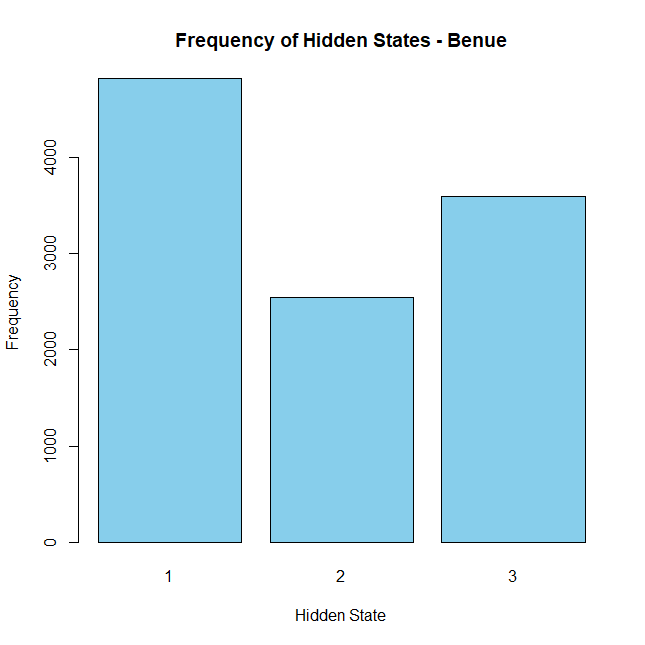 Frequency of Hidden States - Benue
Frequency
4000
3000
2000
1000
0
1 2 3
Hidden State